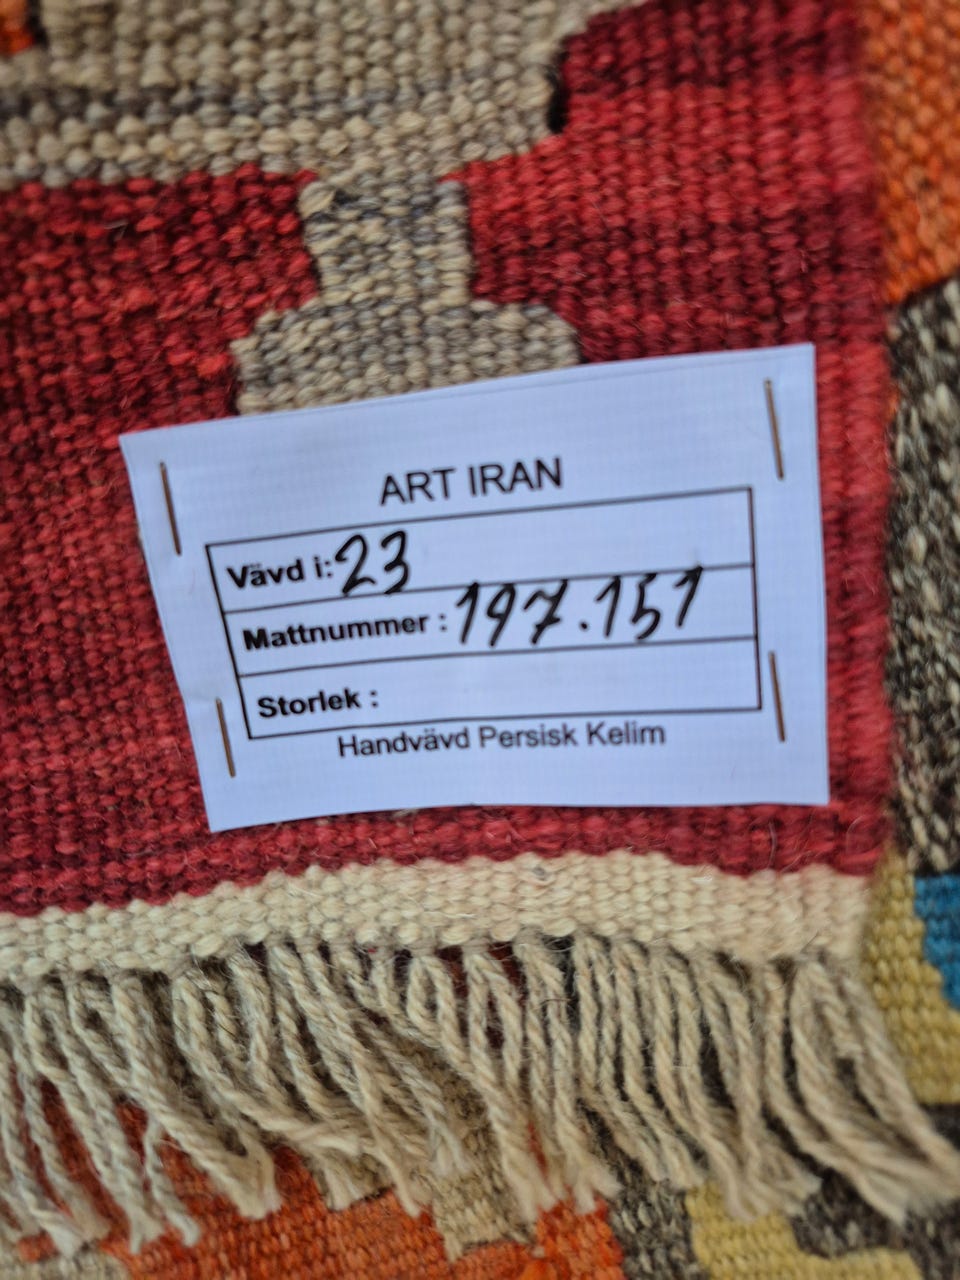 ART IRAN
Vävd i: 23
Mattnummer : 197.151
Storlek :
Handvävd Persisk Kelim